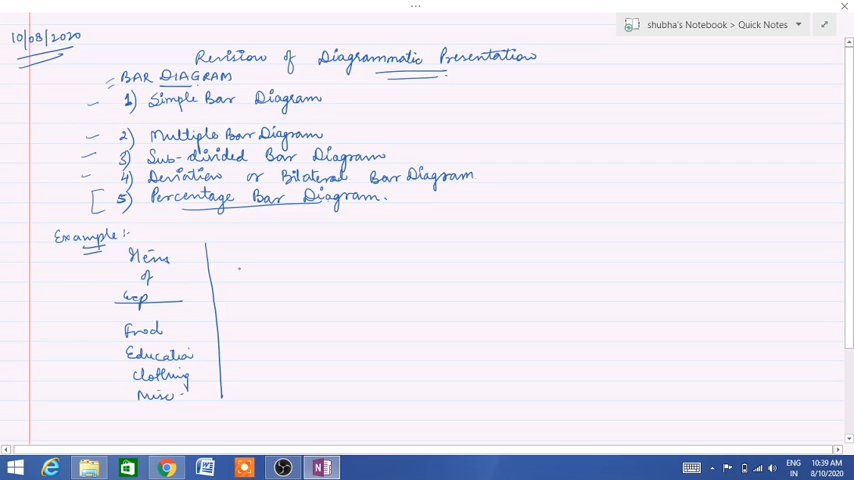 shubha's Notebook > Quick Notes
10/08/2020
Revision of Diagrammatic Presentation
BAR DIAGRAM
1) Simple Bar Diagram
2) Multiple Bar Diagram
3) Sub-divided Bar Diagram
4) Deviation or Bilateral Bar Diagram
5) Percentage Bar Diagram.
Example :-
Items
of
Exp
Food
Education
Clothing
Misc.
ENG
IN
10:39 AM
8/10/2020